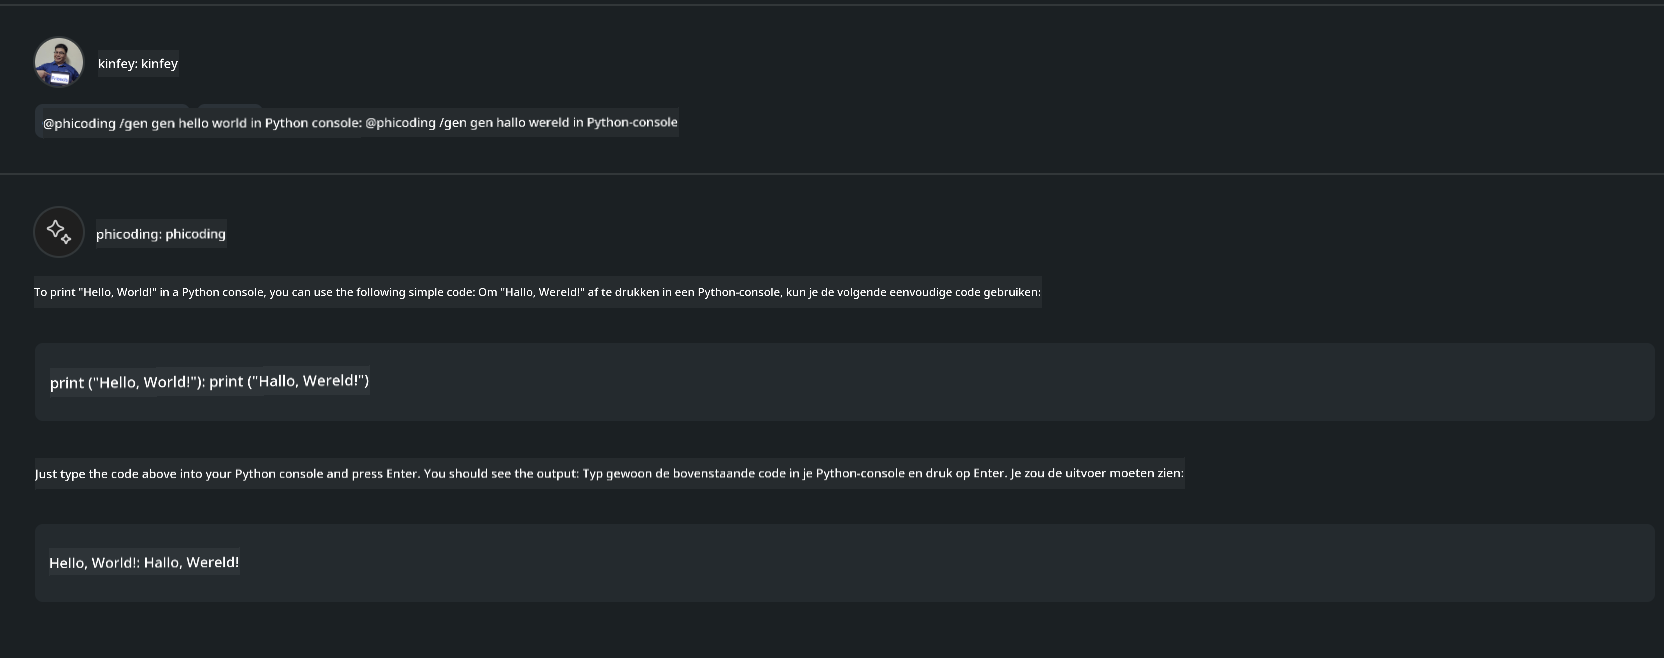 kinfey: kinfey
@phicoding /gen gen hello world in Python console: @phicoding /gen gen hallo wereld in Python-console
phicoding: phicoding
To print "Hello, World!" in a Python console, you can use the following simple code: Om "Hallo, Wereld!" af te drukken in een Python-console, kun je de volgende eenvoudige code gebruiken:
print ("Hello, World!"): print ("Hallo, Wereld!")
Just type the code above into your Python console and press Enter. You should see the output: Typ gewoon de bovenstaande code in je Python-console en druk op Enter. Je zou de uitvoer moeten zien:
Hello, World!: Hallo, Wereld!